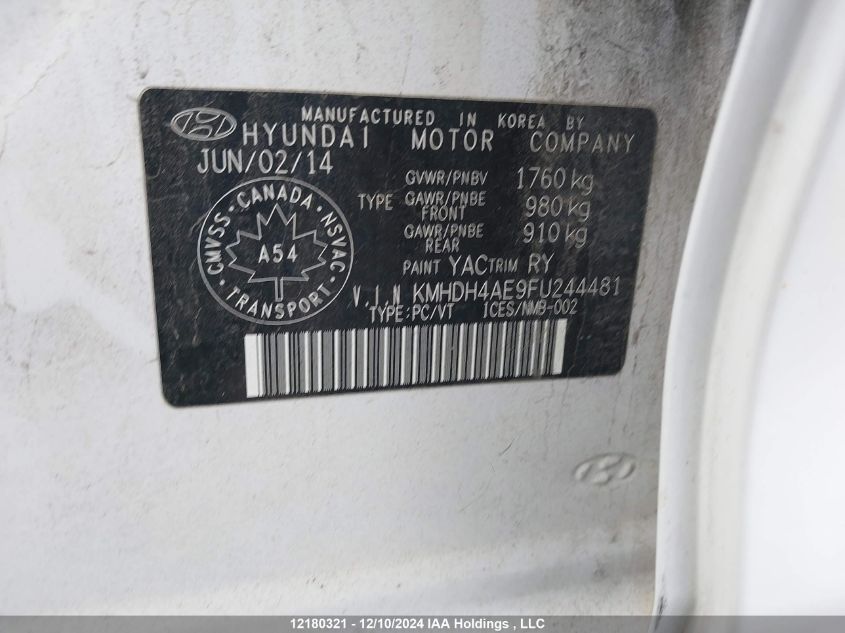 MANUFACTURED IN KOREA BY
HYUNDAI MOTOR COMPANY
JUN/02/14
GVWR/PNBV 1760 kg
TYPE GAWR/PNBE FRONT 980 kg
GAWR/PNBE REAR 910 kg
CMVSS · CANADA · NSVAC · TRANSPORT ·
A54
PAINT YAC TRIM RY
V.I.N KMHDH4AE9FU244481
TYPE:PC/VT ICES/NMB-002
12180321 - 12/10/2024 IAA Holdings , LLC